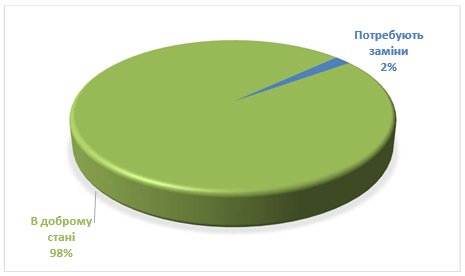 Потребують
заміни
2%
В доброму
стані
98%